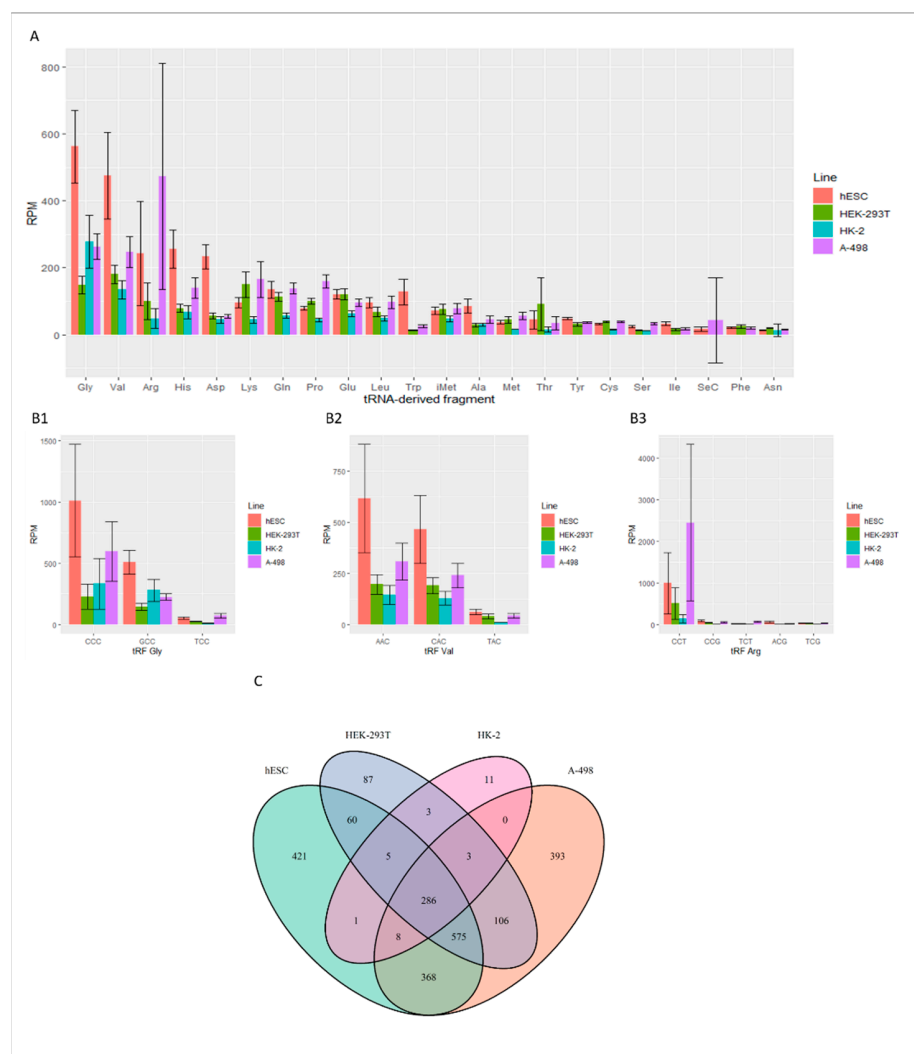 A
800
600
400
200
0
RPM
Gly Val Arg His Asp Lys Gln Pro Glu Leu Trp iMet Ala Met Thr Tyr Cys Ser Ile SeC Phe Asn
tRNA-derived fragment
Line
hESC
HEK-293T
HK-2
A-498
B1
1500
1000
500
0
RPM
CCC GCC TCC
tRF Gly
Line
hESC
HEK-293T
HK-2
A-498
B2
750
500
250
0
RPM
AAC CAC TAC
tRF Val
Line
hESC
HEK-293T
HK-2
A-498
B3
4000
3000
2000
1000
0
RPM
CCT CCG TCT ACG TCG
tRF Arg
Line
hESC
HEK-293T
HK-2
A-498
C
HEK-293T HK-2
hESC A-498
87 11
60 3 0
421 5 3 393
286
1 106
8 575
368